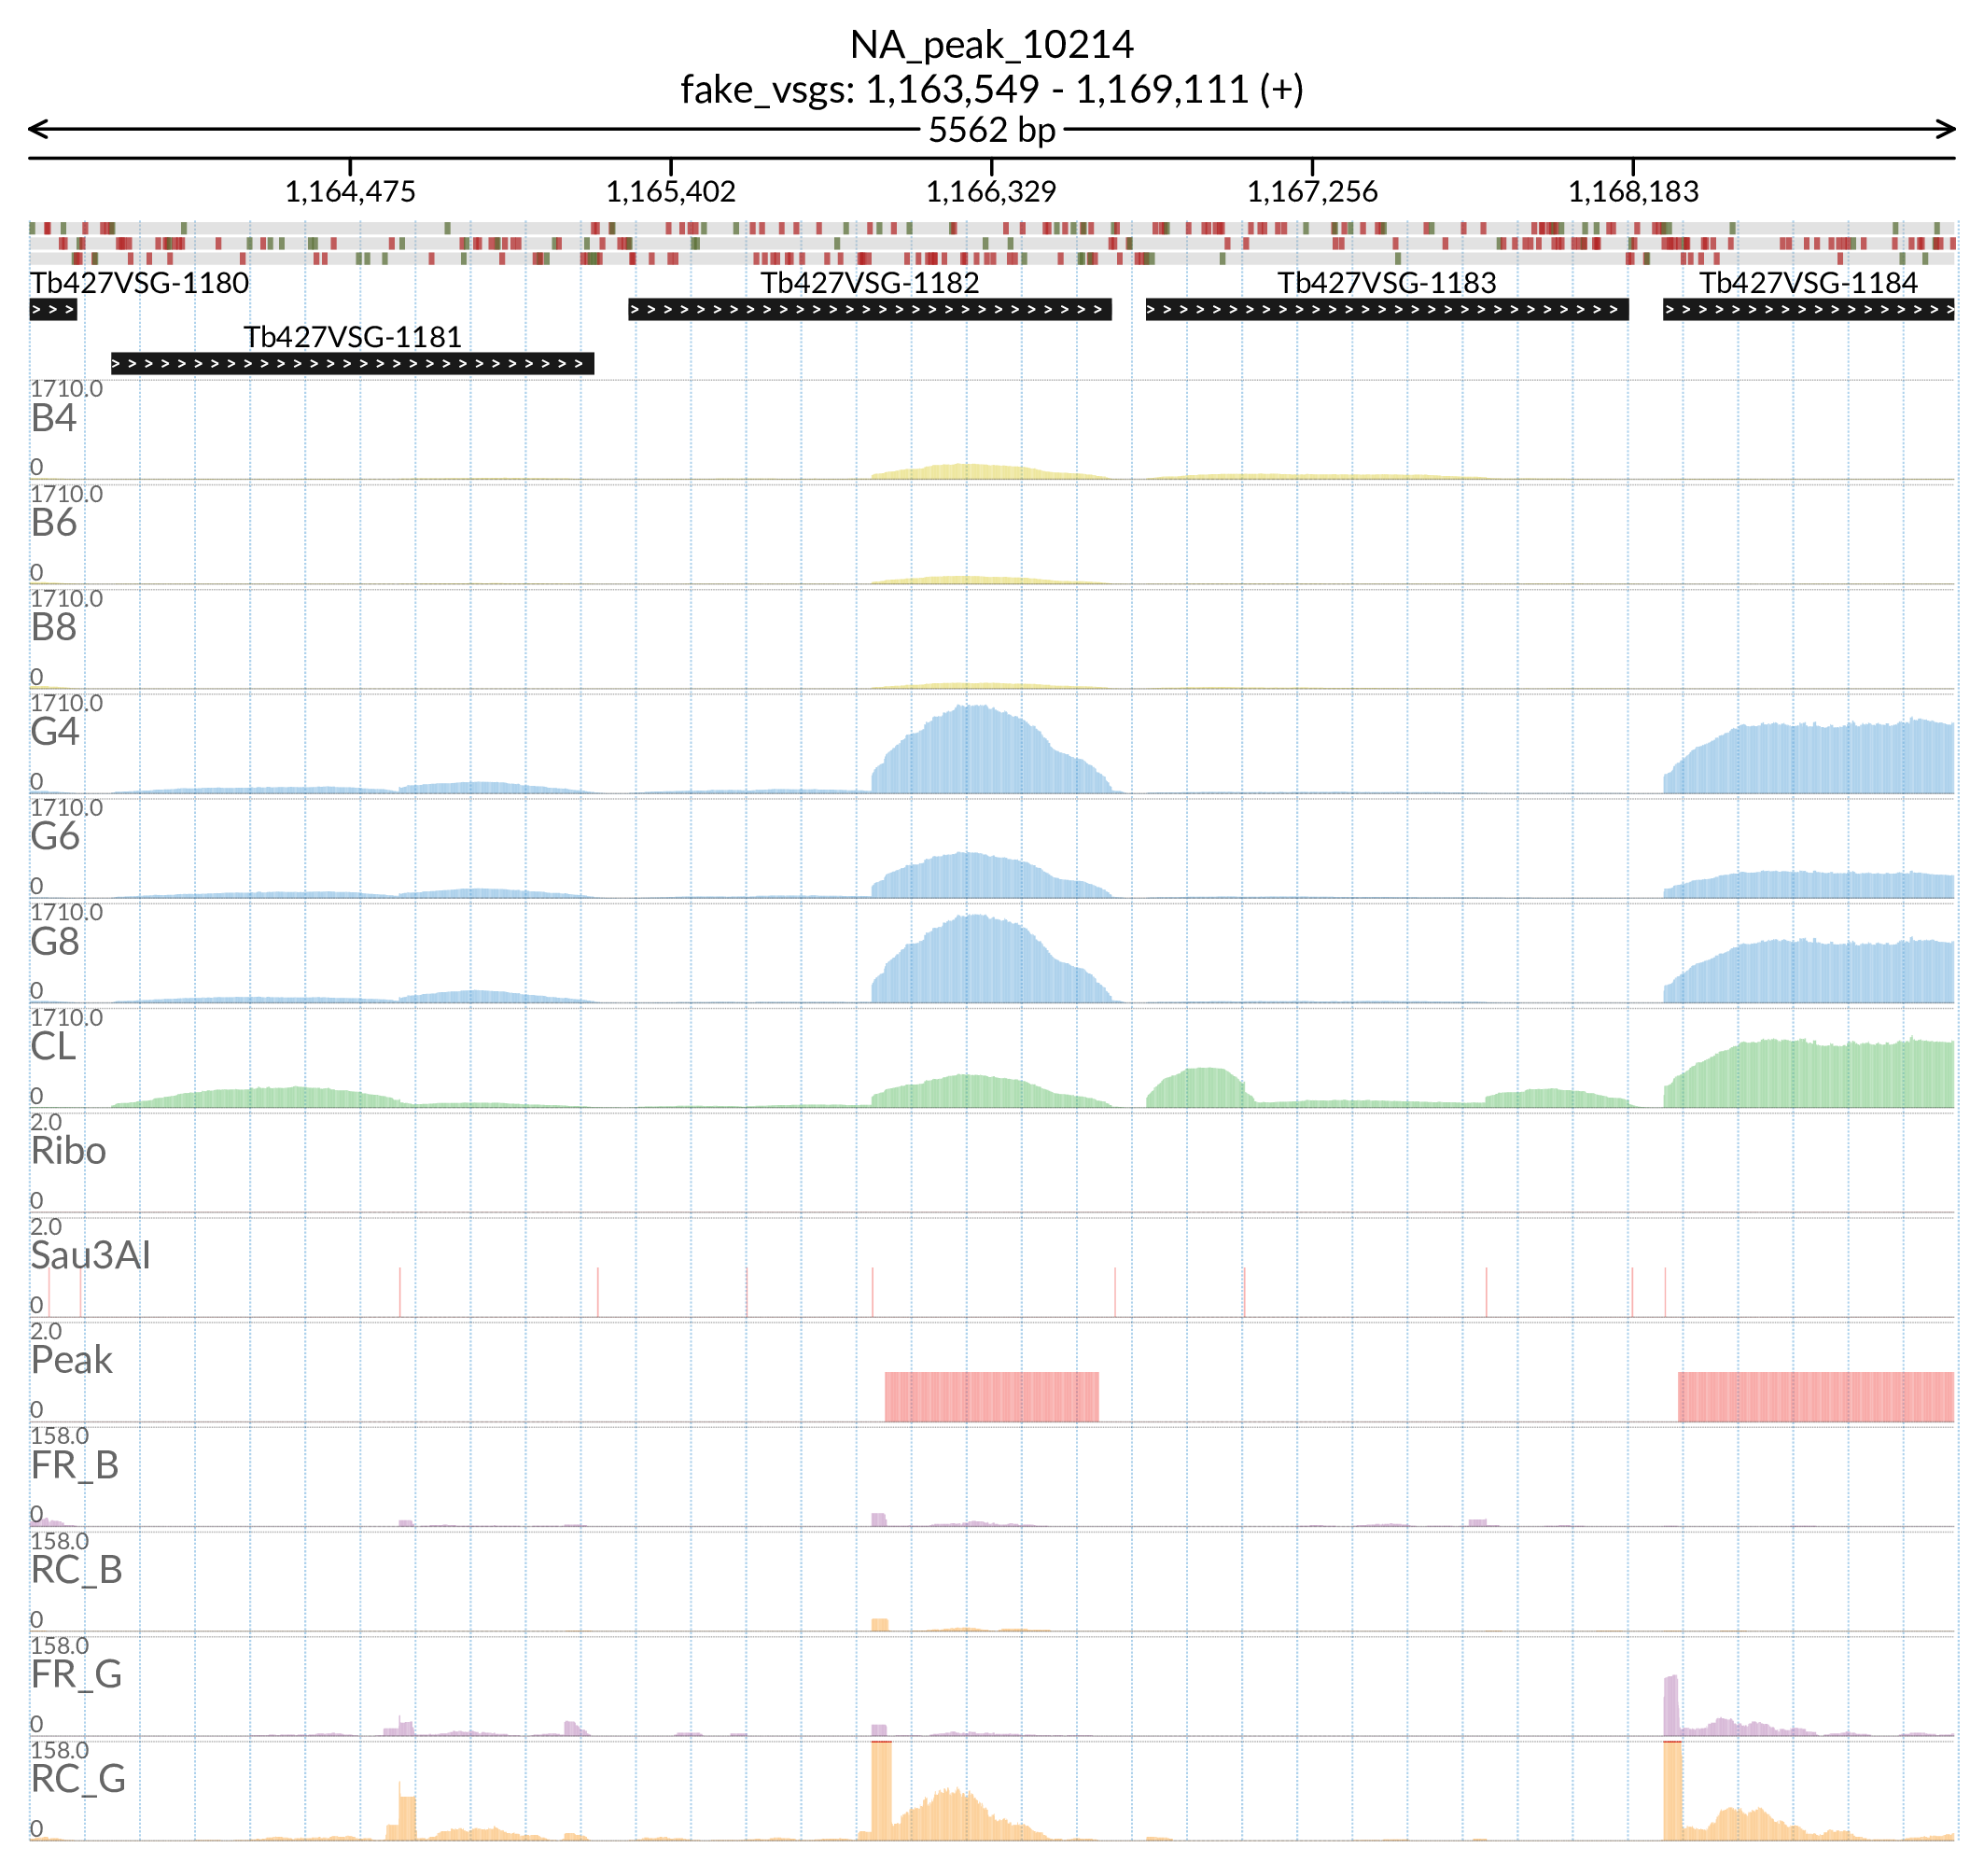 NA_peak_10214
fake_vsgs: 1,163,549 - 1,169,111 (+)
5562 bp
1,164,475 1,165,402 1,166,329 1,167,256 1,168,183
Tb427VSG-1180 Tb427VSG-1182 Tb427VSG-1183 Tb427VSG-1184
Tb427VSG-1181
1710.0
B4
0
1710.0
B6
0
1710.0
B8
0
1710.0
G4
0
1710.0
G6
0
1710.0
G8
0
1710.0
CL
0
2.0
Ribo
0
2.0
Sau3AI
0
2.0
Peak
0
158.0
FR_B
0
158.0
RC_B
0
158.0
FR_G
0
158.0
RC_G
0